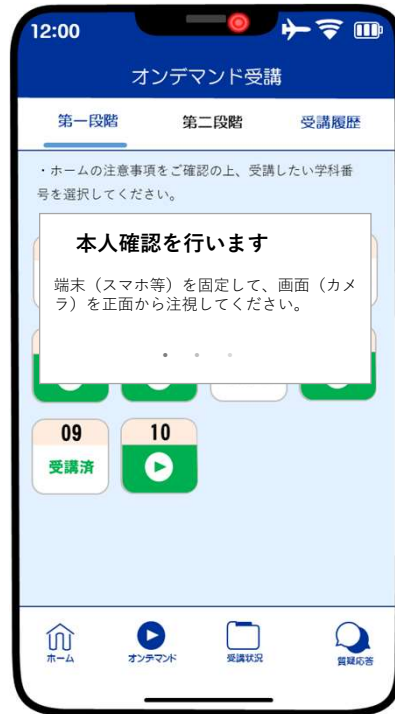 12:00
オンデマンド受講
第一段階
第二段階
受講履歴
・ホームの注意事項をご確認の上、受講したい学科番
号を選択してください。
本人確認を行います
端末（スマホ等）を固定して、画面（カメ
ラ）を正面から注視してください。
09
10
受講済
ホーム
オンデマンド
受講状況
質疑応答